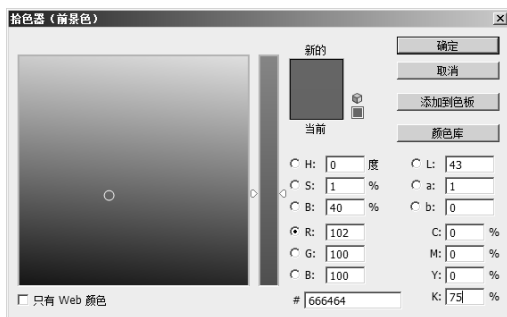 拾色器（前景色）
新的
当前
确定
取消
添加到色板
颜色库
H: 0 度
S: 1 %
B: 40 %
R: 102
G: 100
B: 100
# 666464
L: 43
a: 1
b: 0
C: 0 %
M: 0 %
Y: 0 %
K: 75 %
只有 Web 颜色